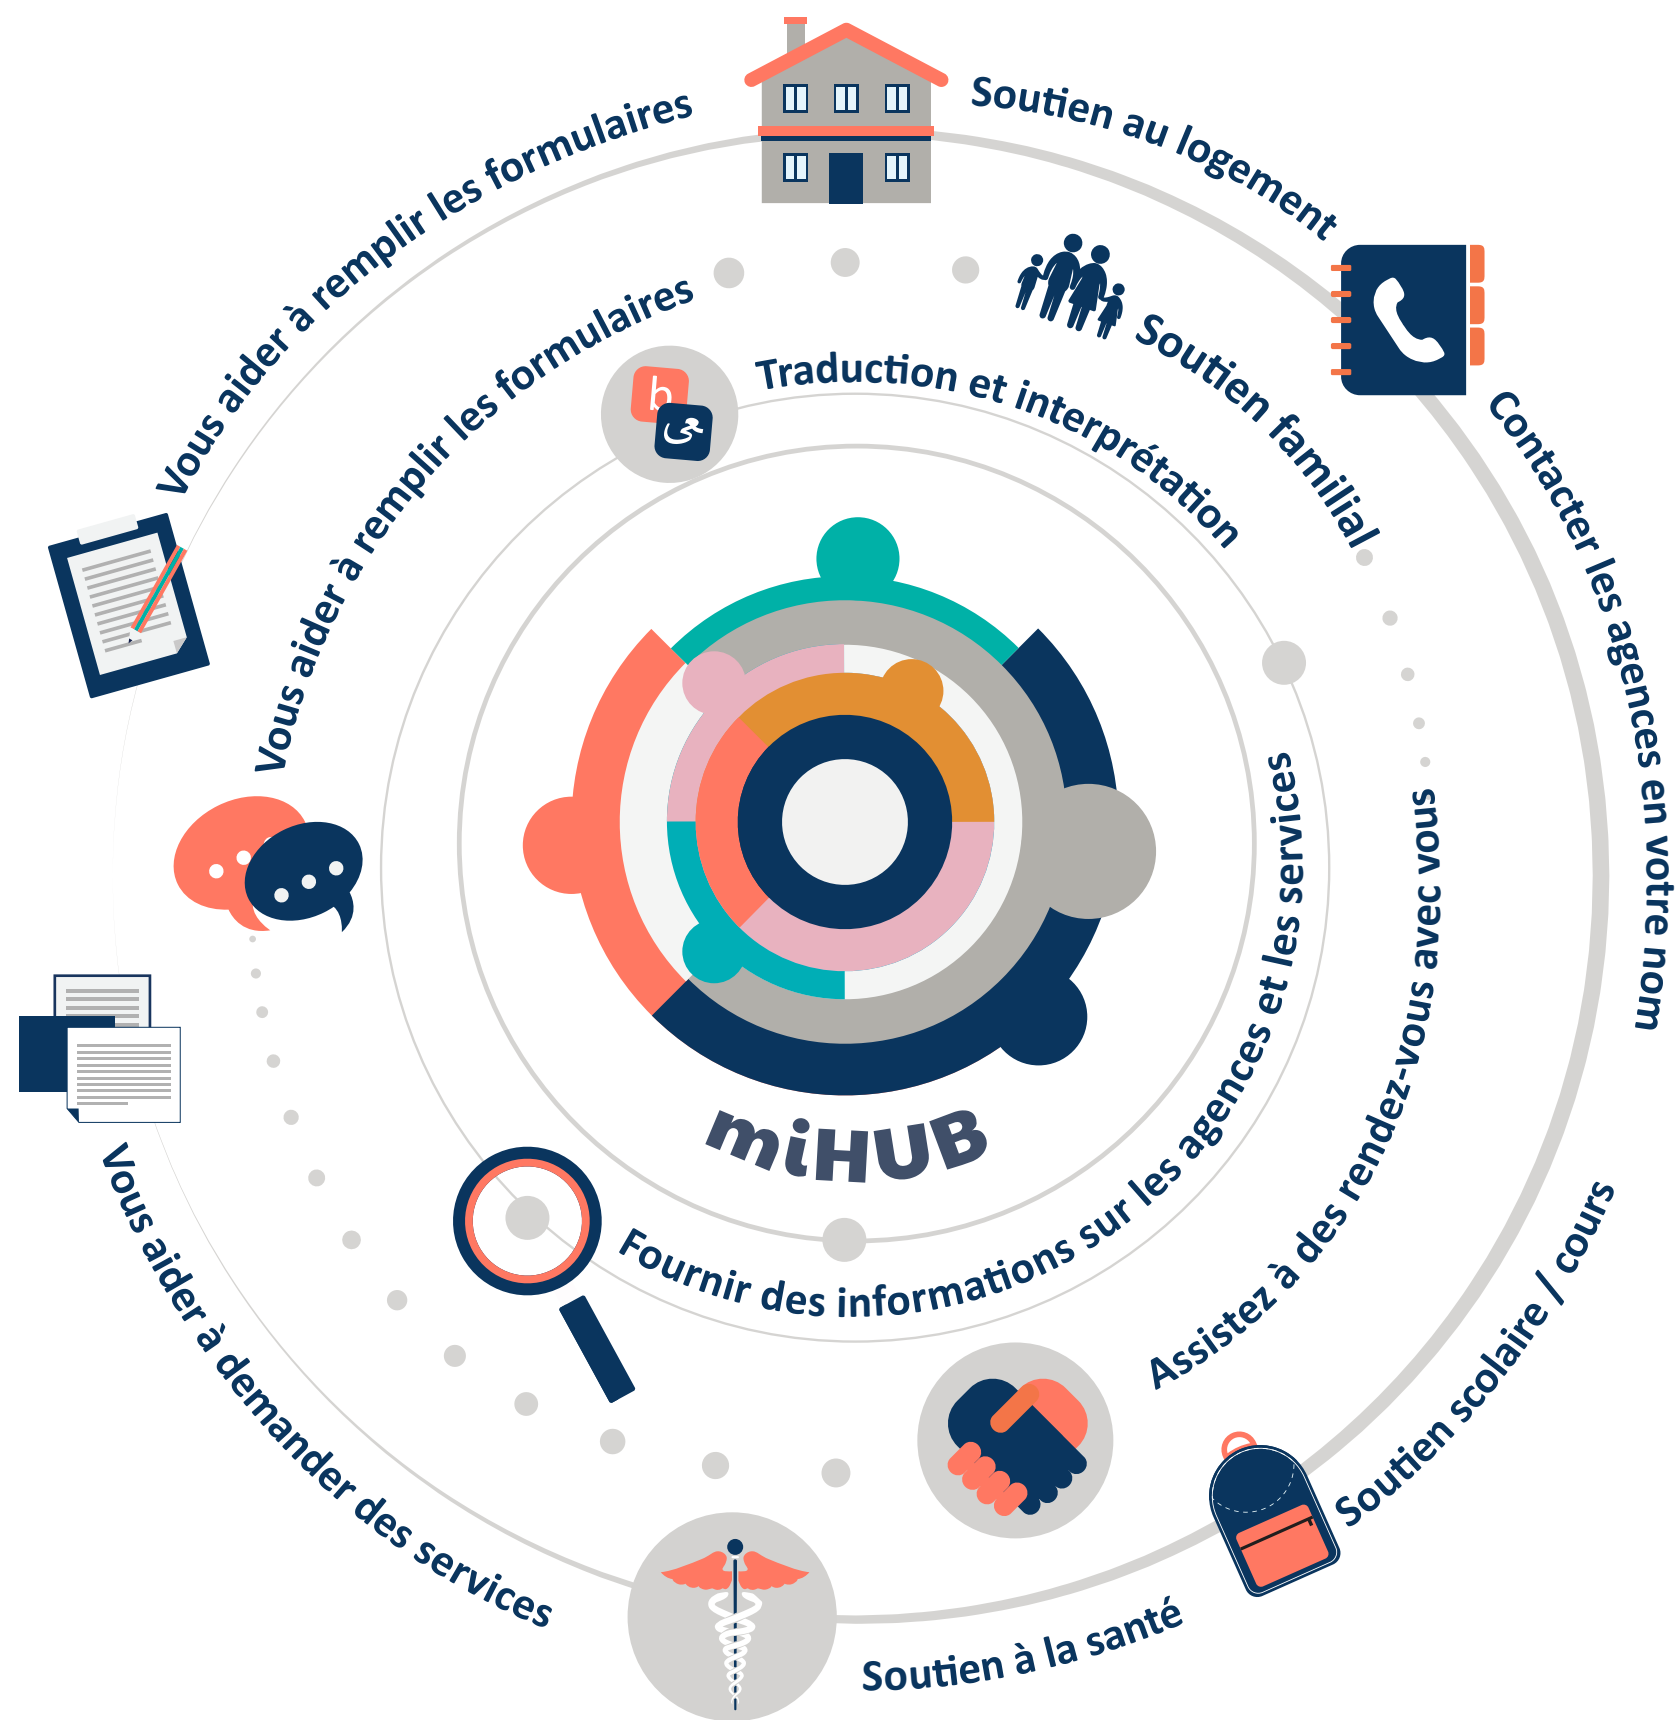 Soutien au logement
Contacter les agences en votre nom
Soutien scolaire / cours
Soutien à la santé
Vous aider à demander des services
Vous aider à remplir les formulaires
Soutien familial
Assistez à des rendez-vous avec vous
Vous aider à remplir les formulaires
b
Traduction et interprétation
Fournir des informations sur les agences et les services
miHUB